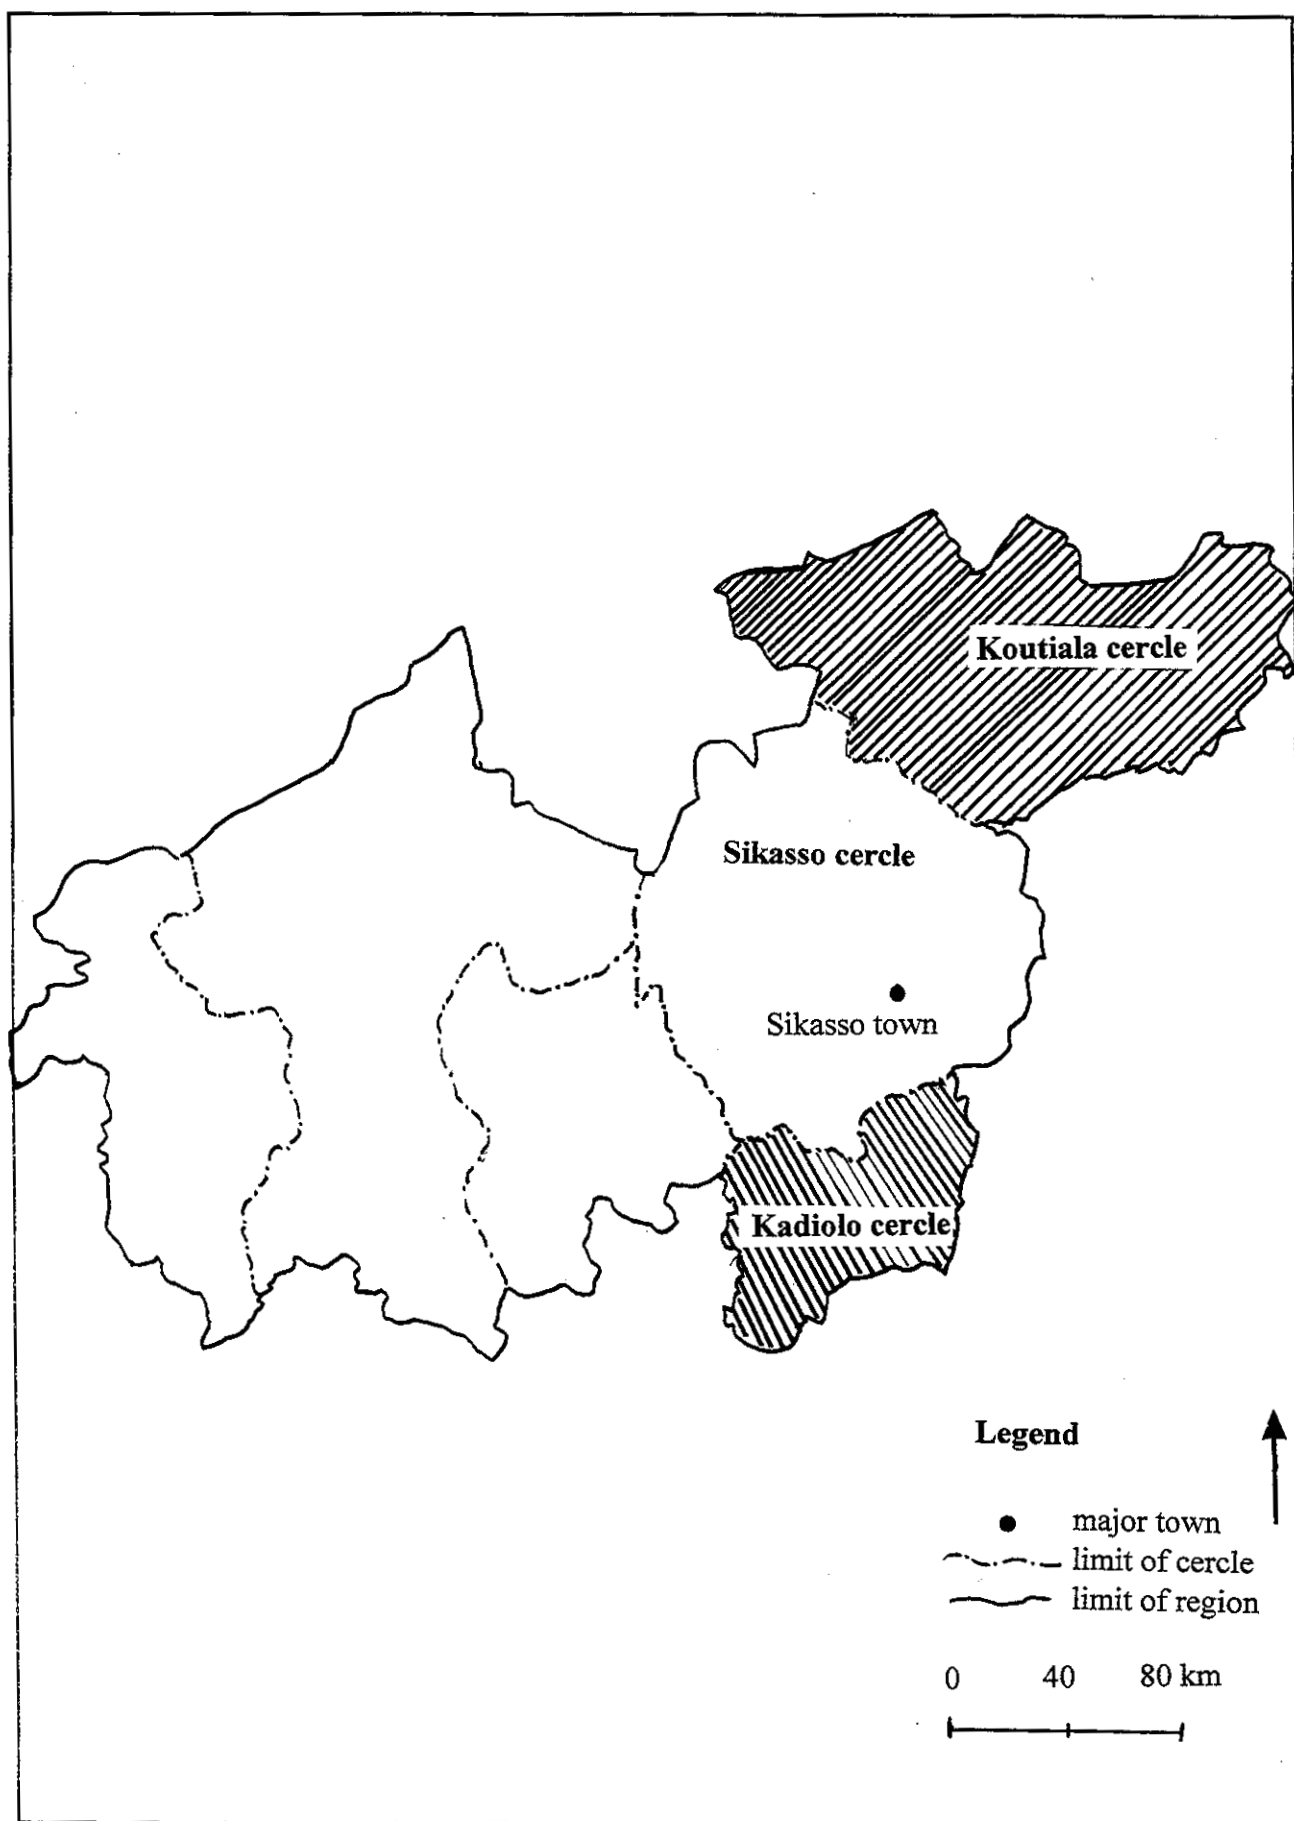 Koutiala cercle
Sikasso cercle
Sikasso town
Kadiolo cercle
Legend
major town
limit of cercle
limit of region
0 40 80 km